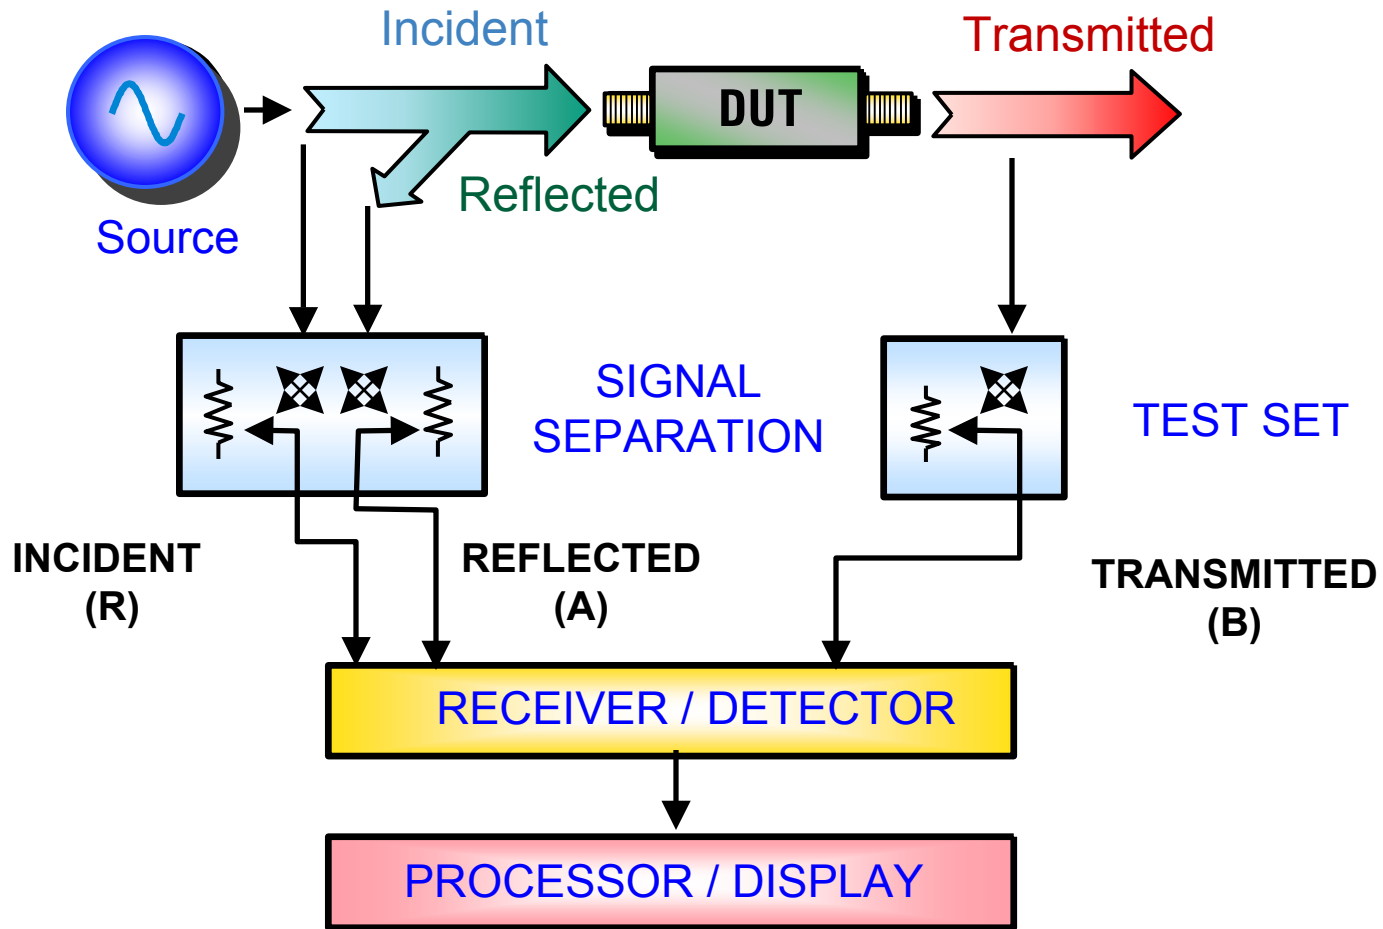 Incident
Transmitted
DUT
Reflected
Source
SIGNAL
SEPARATION
TEST SET
INCIDENT
(R)
REFLECTED
(A)
TRANSMITTED
(B)
RECEIVER / DETECTOR
PROCESSOR / DISPLAY